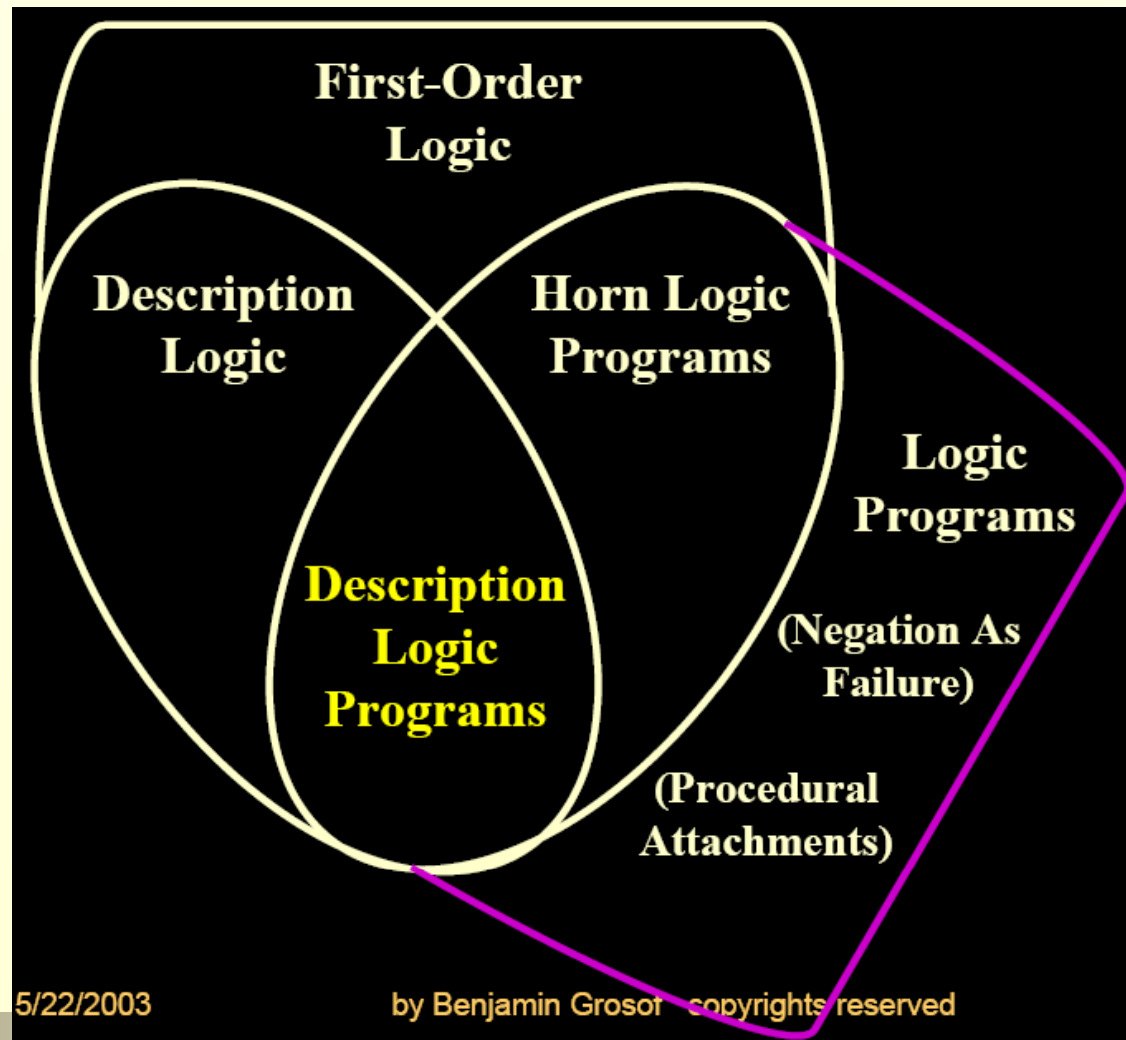 First-Order
Logic
Description
Logic
Horn Logic
Programs
Logic
Programs
Description
Logic
Programs
(Negation As
Failure)
(Procedural
Attachments)
5/22/2003
by Benjamin Grosof copyrights reserved